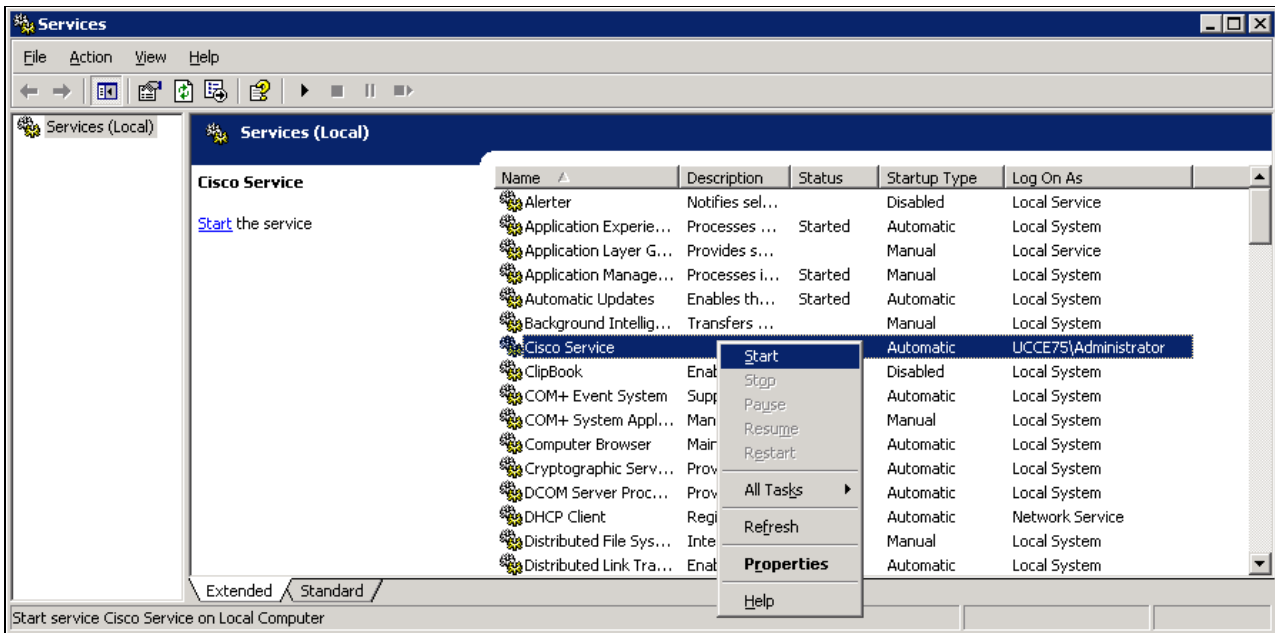 Services
File Action View Help
Services (Local)
Services (Local)
Cisco Service
Start the service
Name Description Status Startup Type Log On As
Alerter Notifies sel... Disabled Local Service
Application Experie... Processes ... Started Automatic Local System
Application Layer G... Provides s... Manual Local Service
Application Manage... Processes i... Started Manual Local System
Automatic Updates Enables th... Started Automatic Local System
Background Intellig... Transfers ... Manual Local System
Cisco Service Automatic UCCE75\Administrator
ClipBook Enab Disabled Local System
COM+ Event System Supp Automatic Local System
COM+ System Appl... Man Manual Local System
Computer Browser Main Automatic Local System
Cryptographic Serv... Prov Automatic Local System
DCOM Server Proc... Prov Automatic Local System
DHCP Client Regi Automatic Network Service
Distributed File Sys... Inte Manual Local System
Distributed Link Tra... Enab Automatic Local System
Start
Stop
Pause
Resume
Restart
All Tasks
Refresh
Properties
Help
Extended Standard
Start service Cisco Service on Local Computer